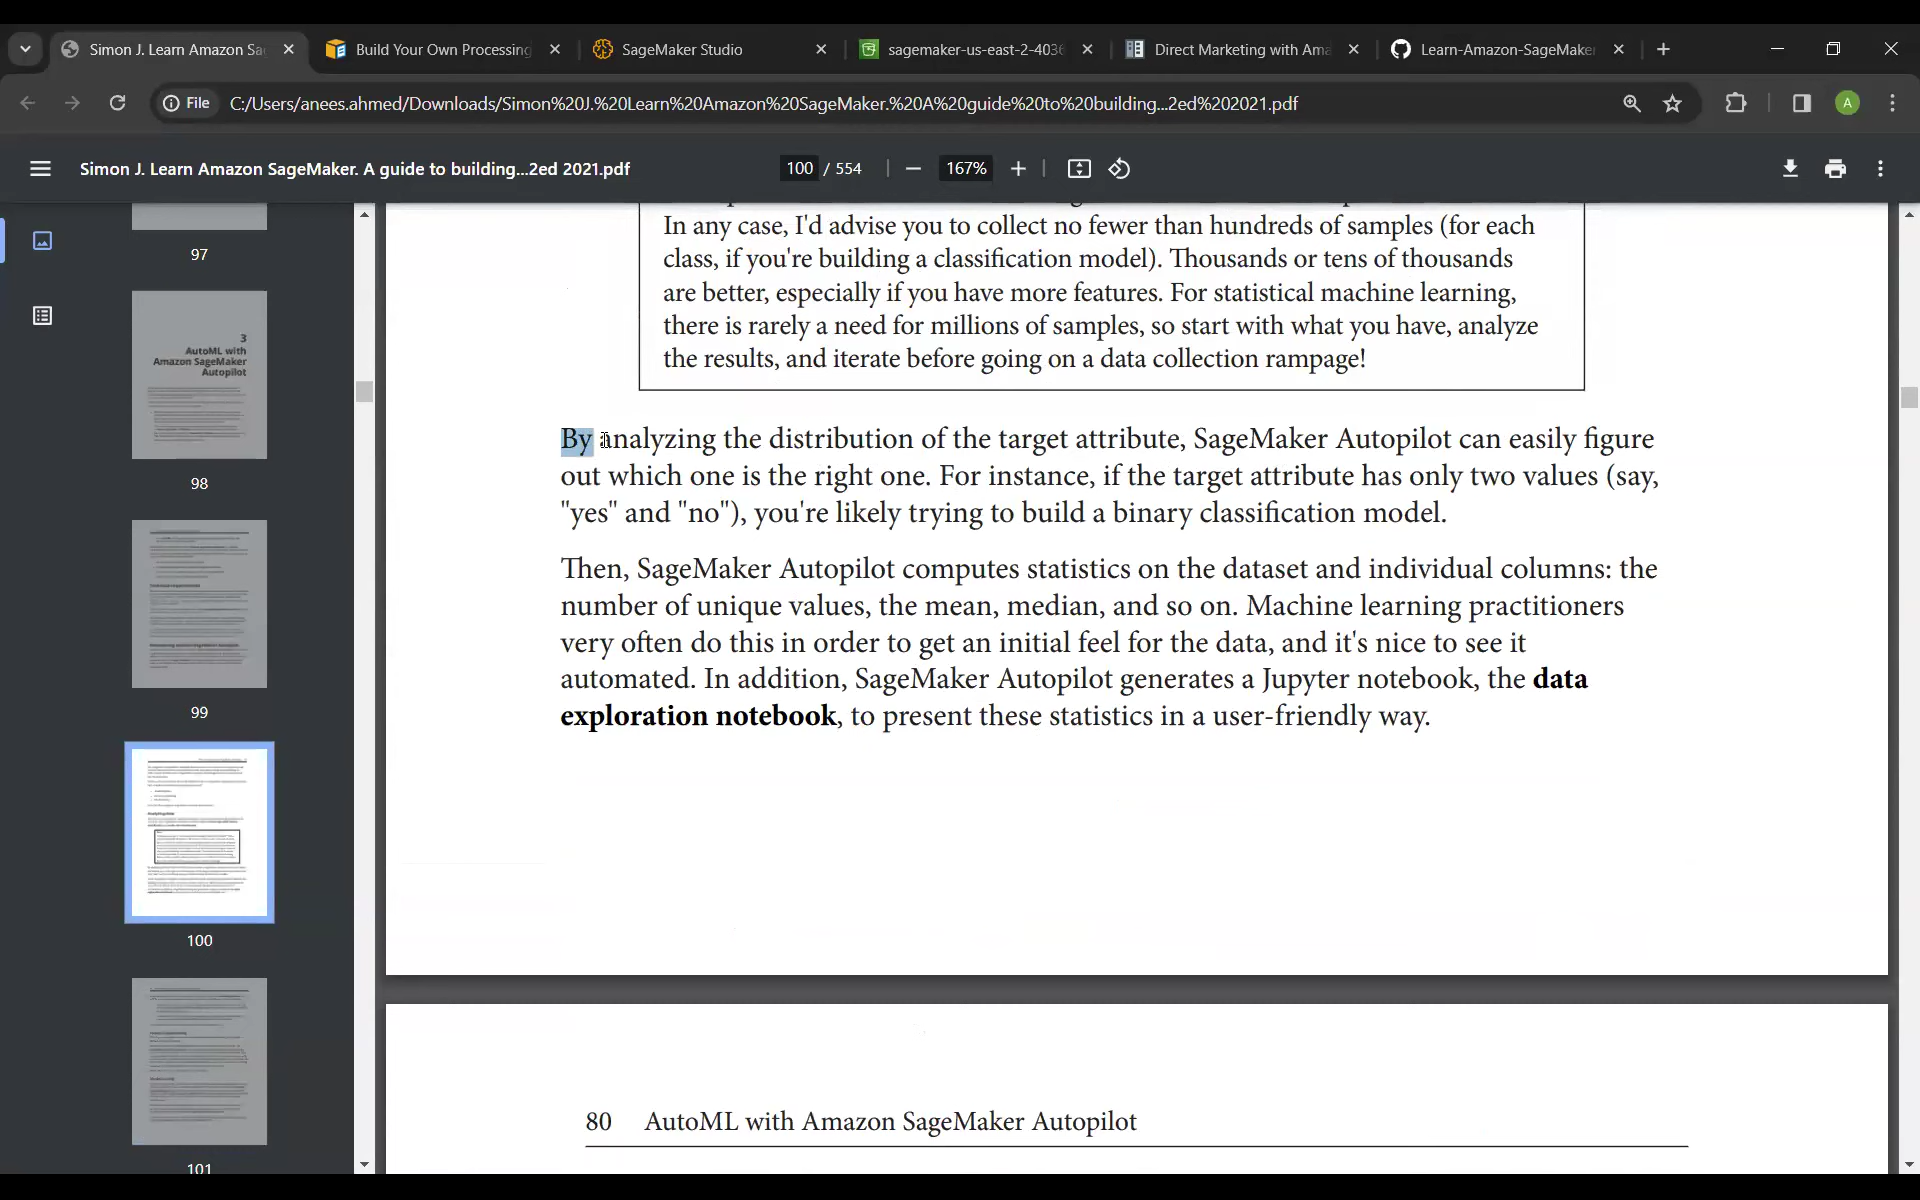 Simon J. Learn Amazon Sa
Build Your Own Processing
SageMaker Studio
sagemaker-us-east-2-4036
Direct Marketing with Ama
Learn-Amazon-SageMaker
File
C:/Users/anees.ahmed/Downloads/Simon%20J.%20Learn%20Amazon%20SageMaker.%20A%20guide%20to%20building...2ed%202021.pdf
A
Simon J. Learn Amazon SageMaker. A guide to building...2ed 2021.pdf
100 / 554
167%
97
3
AutoML with
Amazon SageMaker
Autopilot
98
99
100
101
In any case, I'd advise you to collect no fewer than hundreds of samples (for each
class, if you're building a classification model). Thousands or tens of thousands
are better, especially if you have more features. For statistical machine learning,
there is rarely a need for millions of samples, so start with what you have, analyze
the results, and iterate before going on a data collection rampage!
By analyzing the distribution of the target attribute, SageMaker Autopilot can easily figure
out which one is the right one. For instance, if the target attribute has only two values (say,
"yes" and "no"), you're likely trying to build a binary classification model.
Then, SageMaker Autopilot computes statistics on the dataset and individual columns: the
number of unique values, the mean, median, and so on. Machine learning practitioners
very often do this in order to get an initial feel for the data, and it's nice to see it
automated. In addition, SageMaker Autopilot generates a Jupyter notebook, the data
exploration notebook, to present these statistics in a user-friendly way.
80 AutoML with Amazon SageMaker Autopilot